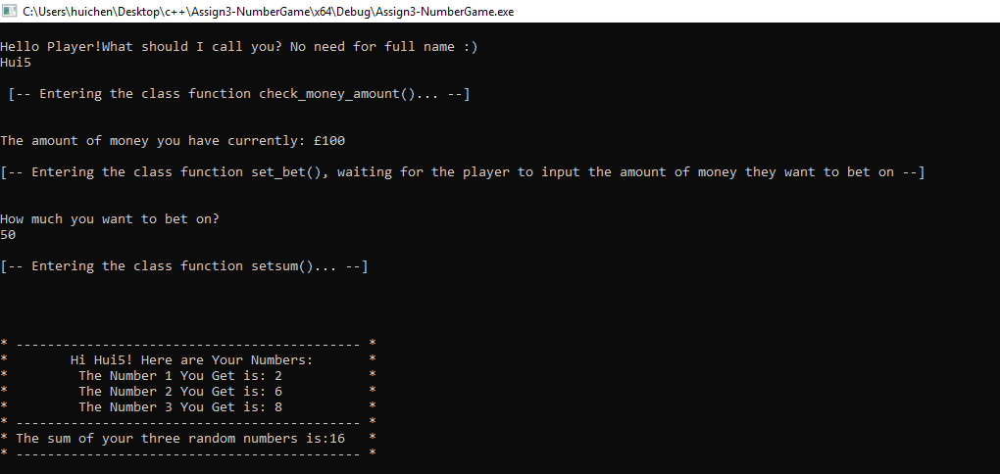 C:\Users\huichen\Desktop\c++\Assign3-NumberGame\x64\Debug\Assign3-NumberGame.exe
Hello Player!What should I call you? No need for full name :)
Hui5
[-- Entering the class function check_money_amount()... --]
The amount of money you have currently: £100
[-- Entering the class function set_bet(), waiting for the player to input the amount of money they want to bet on --]
How much you want to bet on?
50
[-- Entering the class function setsum()... --]
* -------------------------------------------- *
*        Hi Hui5! Here are Your Numbers:       *
*         The Number 1 You Get is: 2           *
*         The Number 2 You Get is: 6           *
*         The Number 3 You Get is: 8           *
* -------------------------------------------- *
* The sum of your three random numbers is:16   *
* -------------------------------------------- *